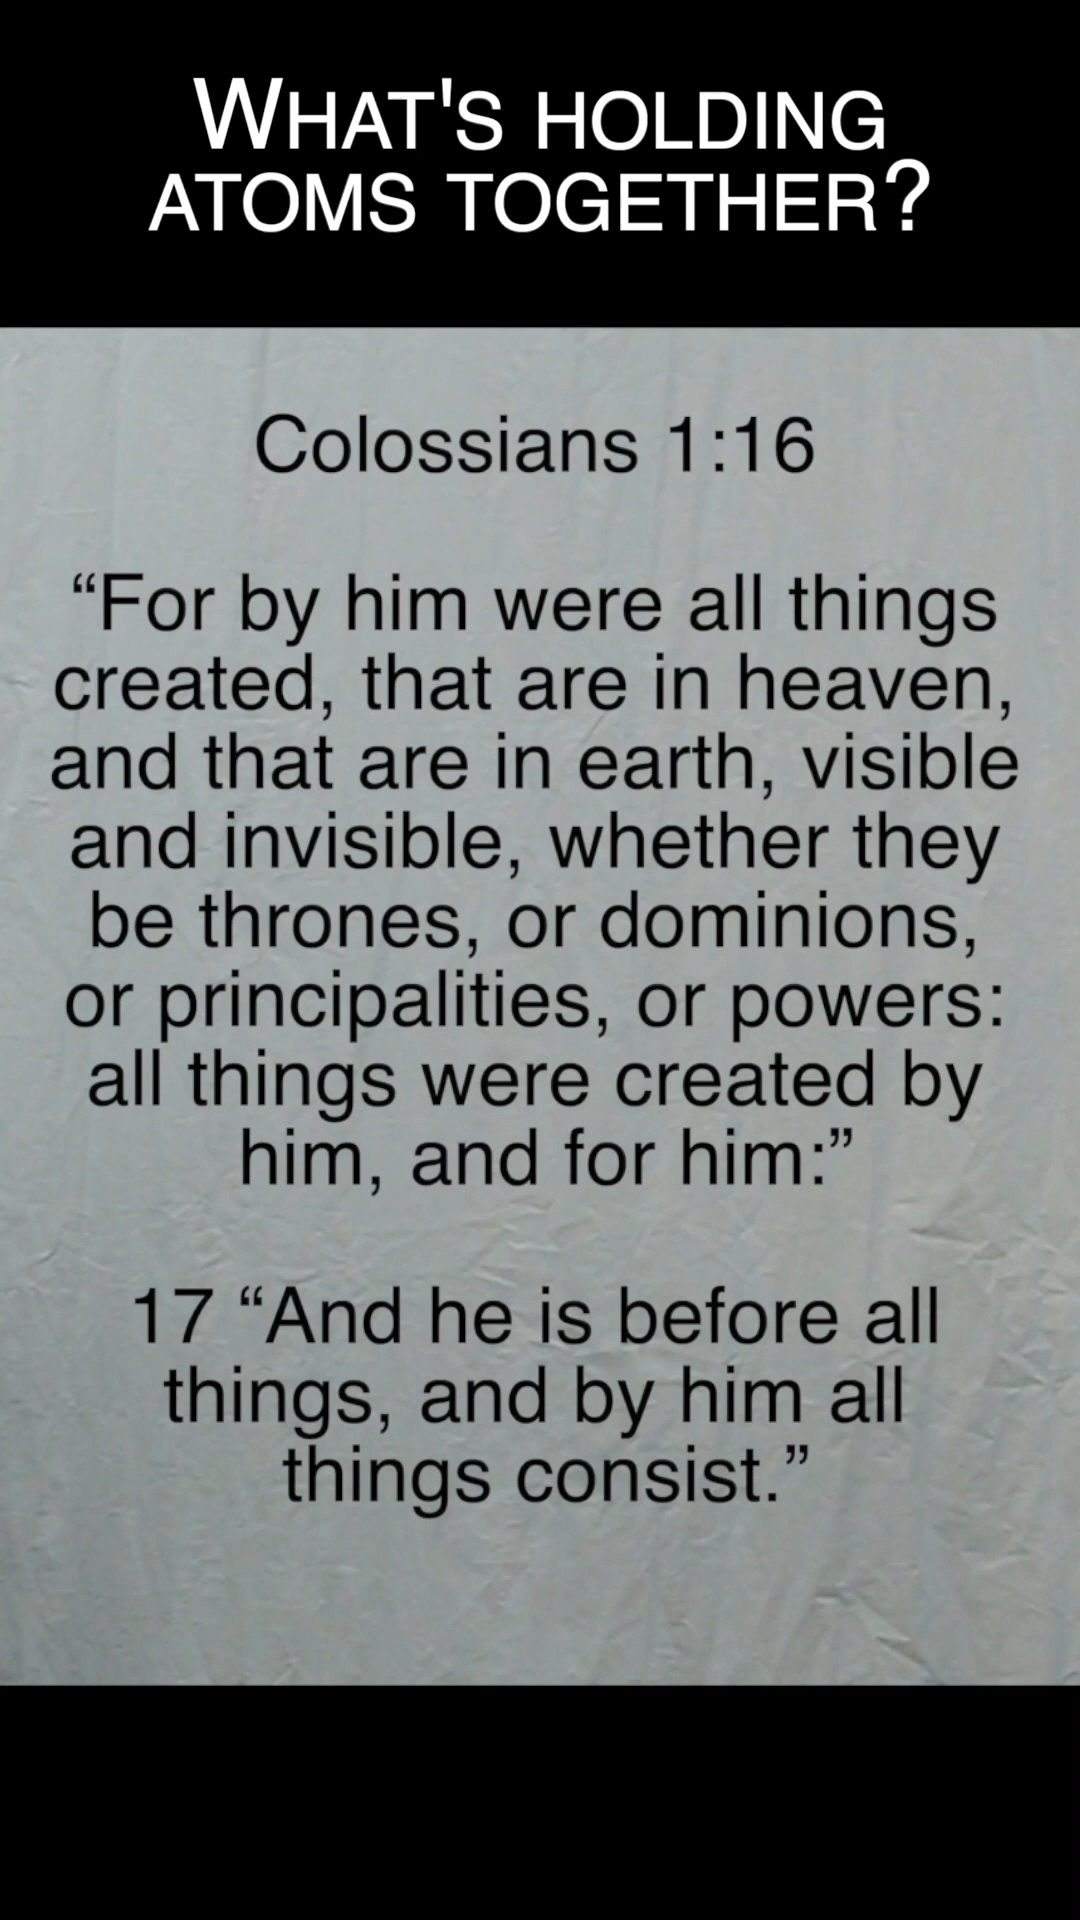 What's holding
atoms together?
Colossians 1:16
“For by him were all things
created, that are in heaven,
and that are in earth, visible
and invisible, whether they
be thrones, or dominions,
or principalities, or powers:
all things were created by
him, and for him:”
17 “And he is before all
things, and by him all
things consist.”